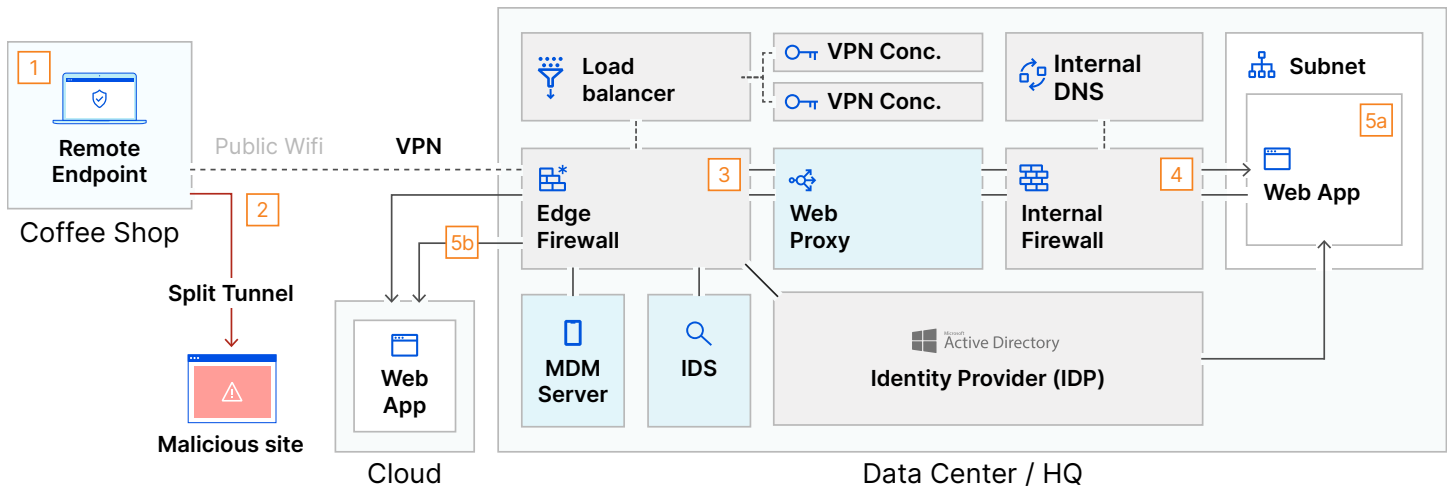 1
Remote
Endpoint
Coffee Shop
Public Wifi
VPN
2
Split Tunnel
Malicious site
5b
Web
App
Cloud
Load
balancer
VPN Conc.
VPN Conc.
Internal
DNS
Subnet
5a
Web App
3
Edge
Firewall
Web
Proxy
4
Internal
Firewall
MDM
Server
IDS
Microsoft
Active Directory
Identity Provider (IDP)
Data Center / HQ